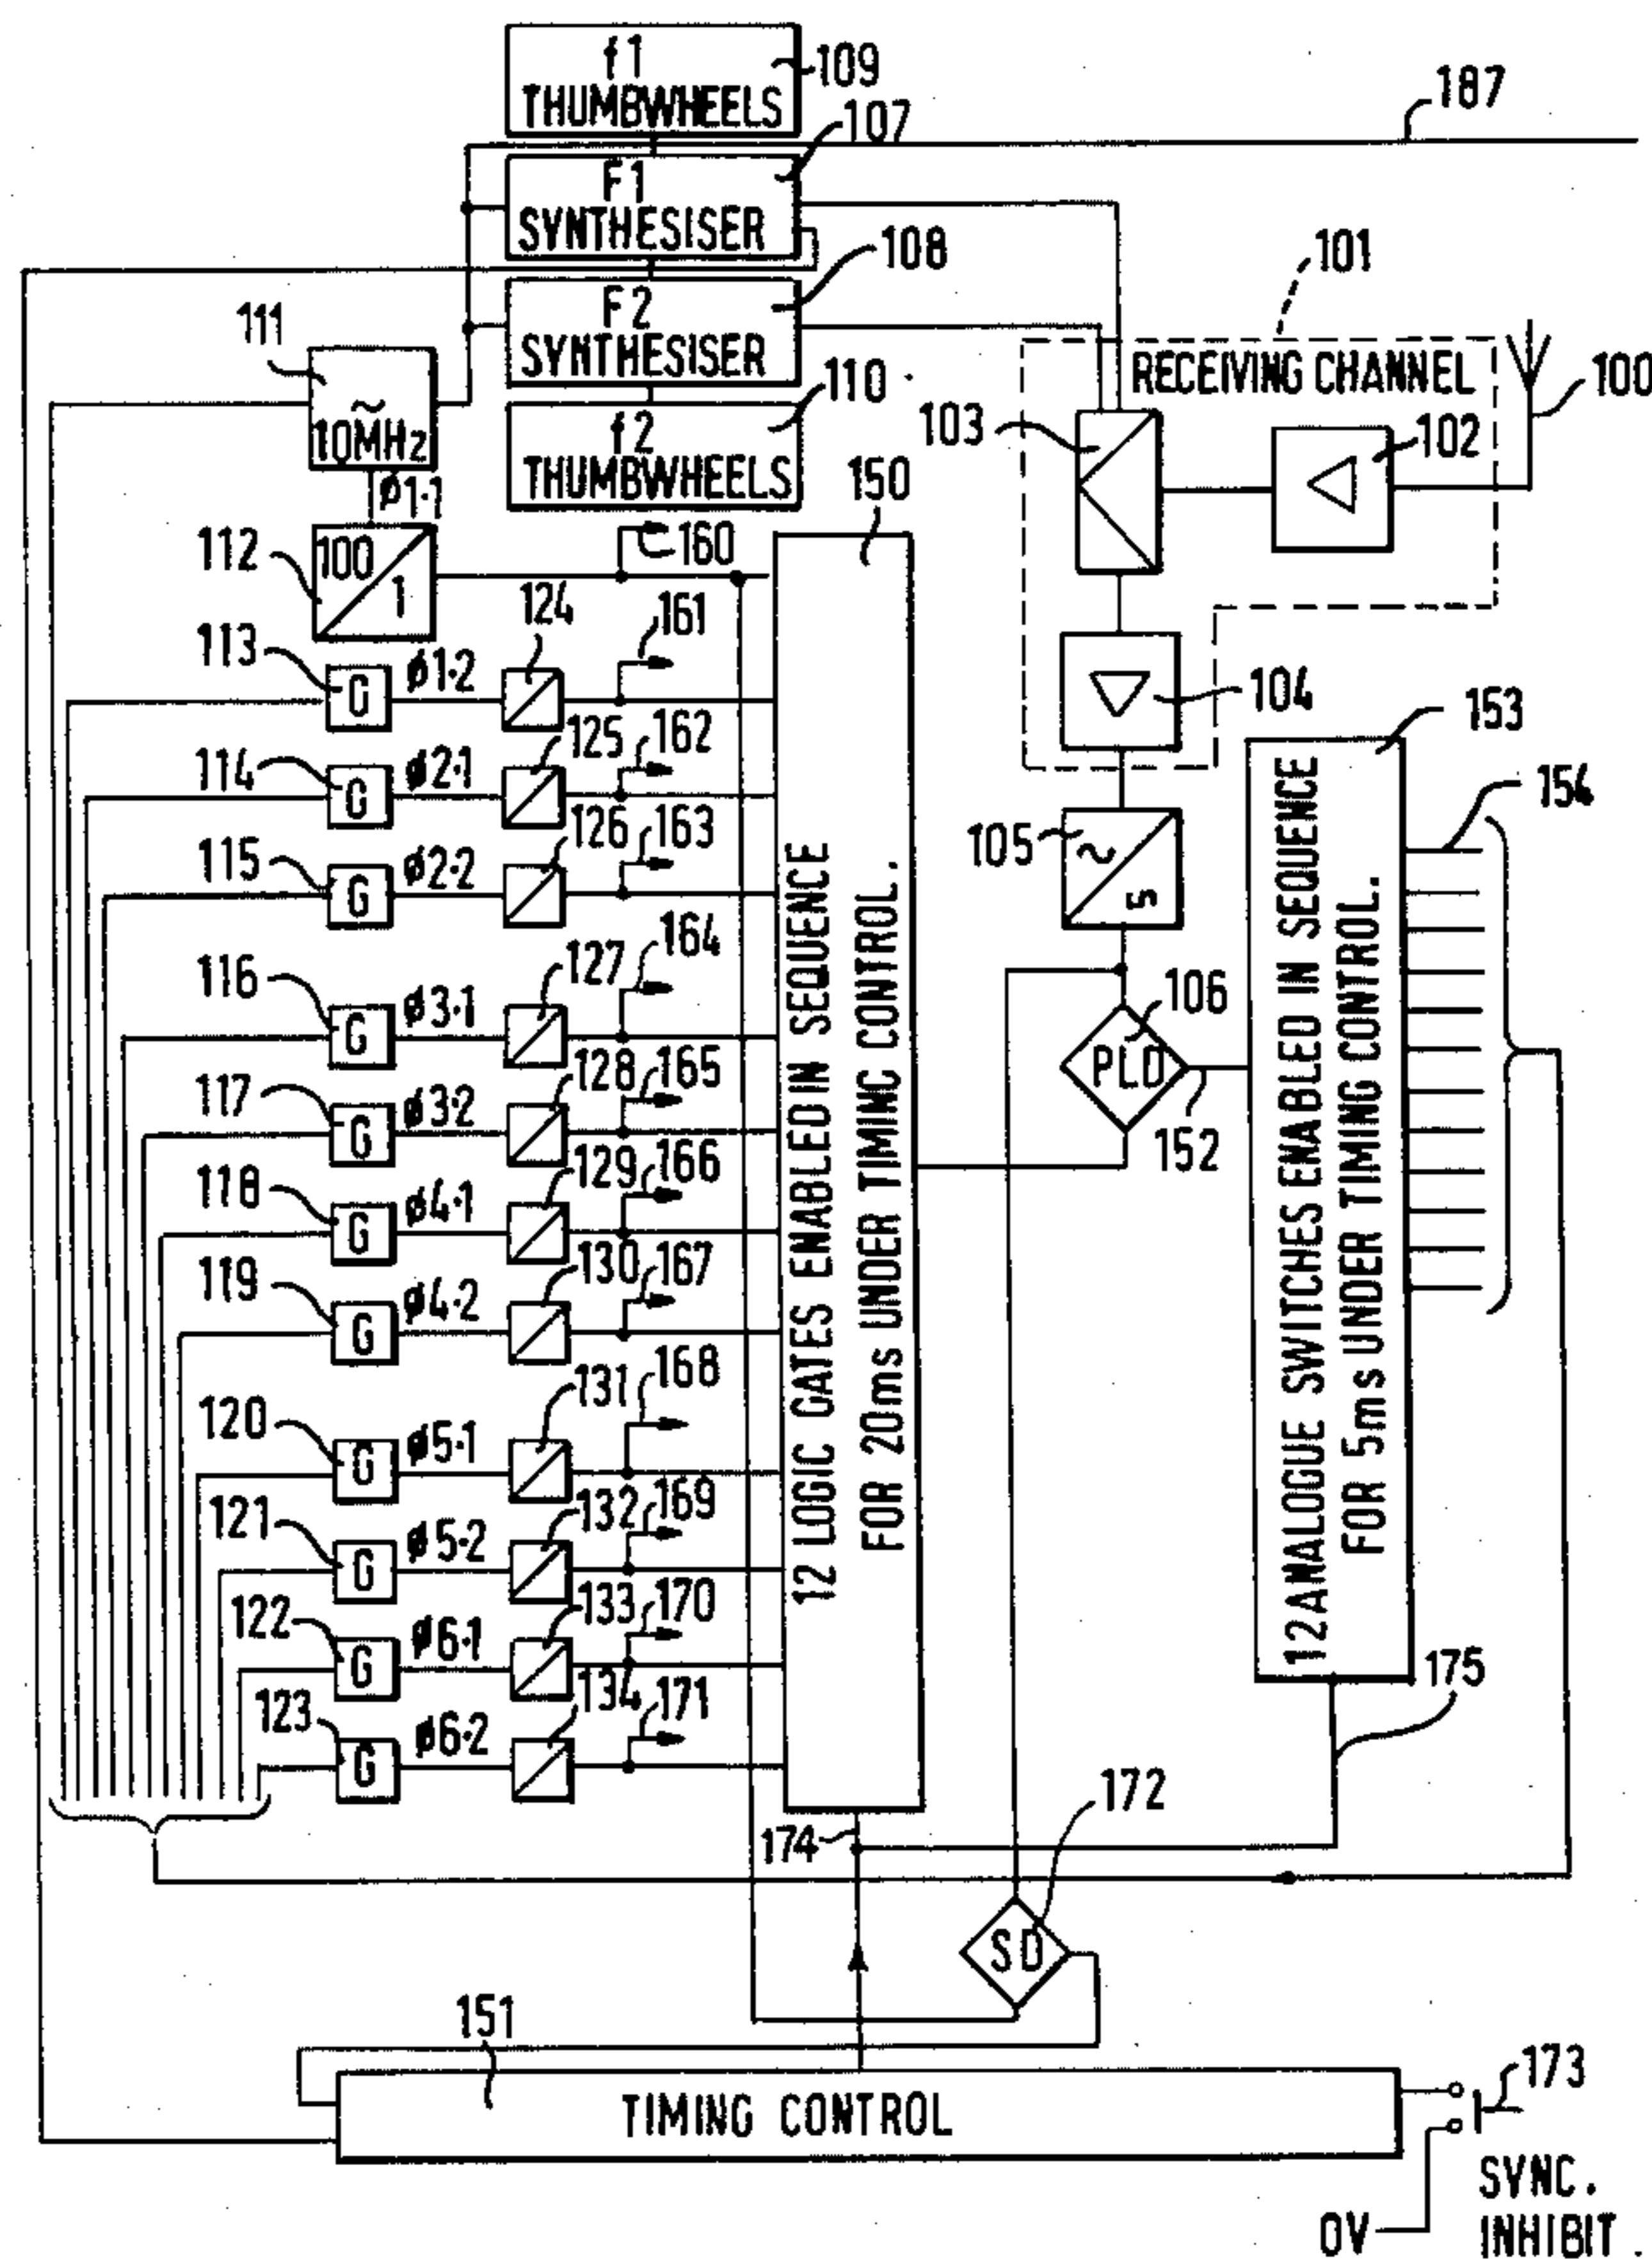 f1
THUMBWHEELS
109
187
107
F1
SYNTHESISER
108
F2
SYNTHESISER
101
111
~
10MHz
110
f2
THUMBWHEELS
RECEIVING CHANNEL
100
103
102
ø1·1
150
112
100
1
160
124
161
113
G
ø1·2
104
153
125
162
114
G
ø2·1
154
126
163
105
~
S
115
G
ø2·2
164
127
116
G
ø3·1
106
PLD
128
165
117
G
ø3·2
152
129
166
118
G
ø4·1
130
167
119
G
ø4·2
168
131
120
G
ø5·1
169
132
121
G
ø5·2
170
133
122
G
ø6·1
134
171
123
G
ø6·2
12 LOGIC GATES ENABLED IN SEQUENCE
FOR 20ms UNDER TIMING CONTROL.
12 ANALOGUE SWITCHES ENABLED IN SEQUENCE
FOR 5ms UNDER TIMING CONTROL.
175
172
174
SD
151
TIMING CONTROL
173
SYNC.
INHIBIT.
0V